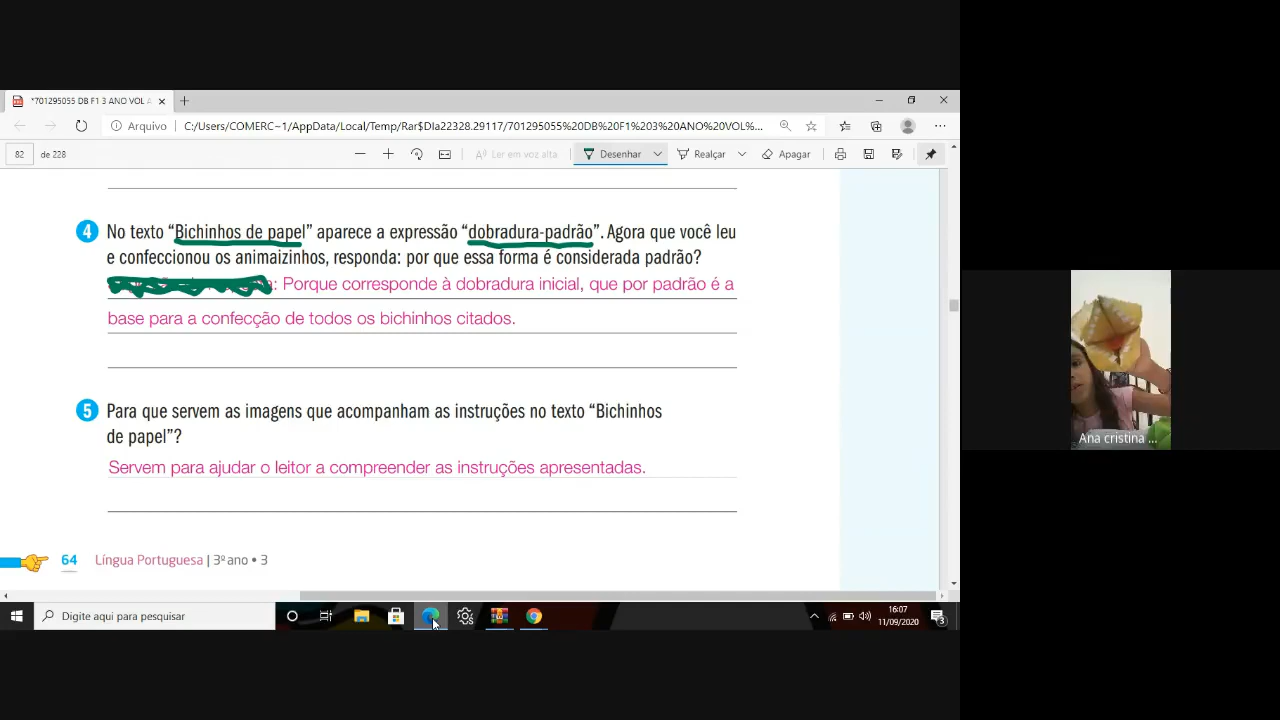 *701295055 DB F1 3 ANO VOL
Arquivo C:/Users/COMERC~1/AppData/Local/Temp/Rar$DIa22328.29117/701295055%20DB%20F1%203%20ANO%20VOL%...
82 de 228 Ler em voz alta Desenhar Realçar Apagar
4 No texto “Bichinhos de papel” aparece a expressão “dobradura-padrão”. Agora que você leu
e confeccionou os animaizinhos, responda: por que essa forma é considerada padrão?
: Porque corresponde à dobradura inicial, que por padrão é a
base para a confecção de todos os bichinhos citados.
5 Para que servem as imagens que acompanham as instruções no texto “Bichinhos
de papel”?
Servem para ajudar o leitor a compreender as instruções apresentadas.
64 Língua Portuguesa | 3º ano • 3
Digite aqui para pesquisar
16:07
11/09/2020
3
Ana cristina ...